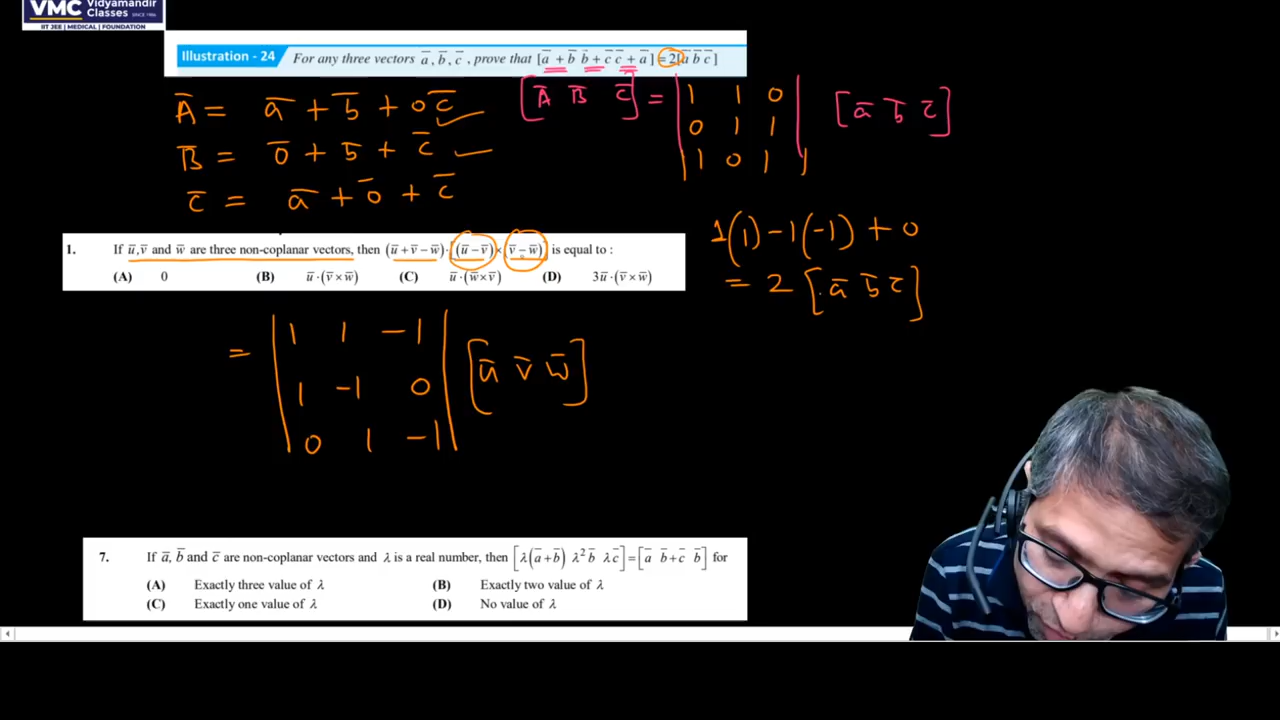 VMC Vidyamandir Classes SINCE 1986
IIT JEE | MEDICAL | FOUNDATION
Illustration - 24 For any three vectors a̅, b̅, c̅, prove that [a̅ + b̅ b̅ + c̅ c̅ + a̅] = 2[a̅ b̅ c̅]
A̅ = a̅ + b̅ + 0c̅
B̅ = 0̅ + b̅ + c̅
c̅ = a̅ + 0̅ + c̅
[A̅ B̅ C̅] = | 1 1 0 | [a̅ b̅ c̅]
0 1 1
| 1 0 1 |
1(1) - 1(-1) + 0
= 2 [a̅ b̅ c̅]
1. If u̅, v̅ and w̅ are three non-coplanar vectors, then (u̅ + v̅ − w̅)·[(u̅ − v̅) × (v̅ − w̅)] is equal to :
(A) 0 (B) u̅·(v̅ × w̅) (C) u̅·(w̅ × v̅) (D) 3u̅·(v̅ × w̅)
= | 1 1 -1 | [u̅ v̅ w̅]
1 -1 0
0 1 -1
7. If a̅, b̅ and c̅ are non-coplanar vectors and λ is a real number, then [λ(a̅ + b̅) λ²b̅ λc̅] = [a̅ b̅ + c̅ b̅] for
(A) Exactly three value of λ (B) Exactly two value of λ
(C) Exactly one value of λ (D) No value of λ